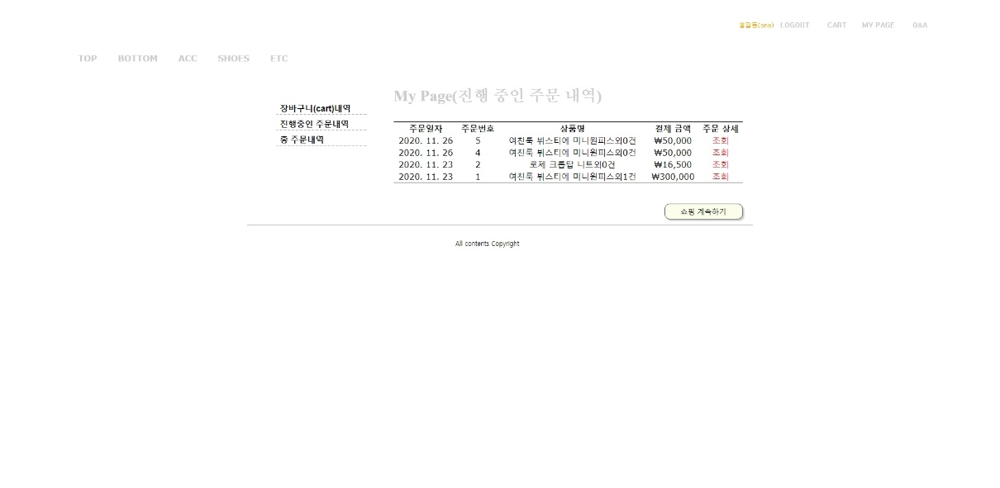 홍길동(one) LOGOUT CART MY PAGE Q&A
TOP BOTTOM ACC SHOES ETC
My Page(진행 중인 주문 내역)
장바구니(cart)내역
진행중인 주문내역
총 주문내역
주문일자 주문번호 상품명 결제 금액 주문 상세
2020. 11. 26 5 여친룩 뷔스티에 미니원피스외0건 ₩50,000 조회
2020. 11. 26 4 여친룩 뷔스티에 미니원피스외0건 ₩50,000 조회
2020. 11. 23 2 로제 크롭탑 니트외0건 ₩16,500 조회
2020. 11. 23 1 여친룩 뷔스티에 미니원피스외1건 ₩300,000 조회
쇼핑 계속하기
All contents Copyright